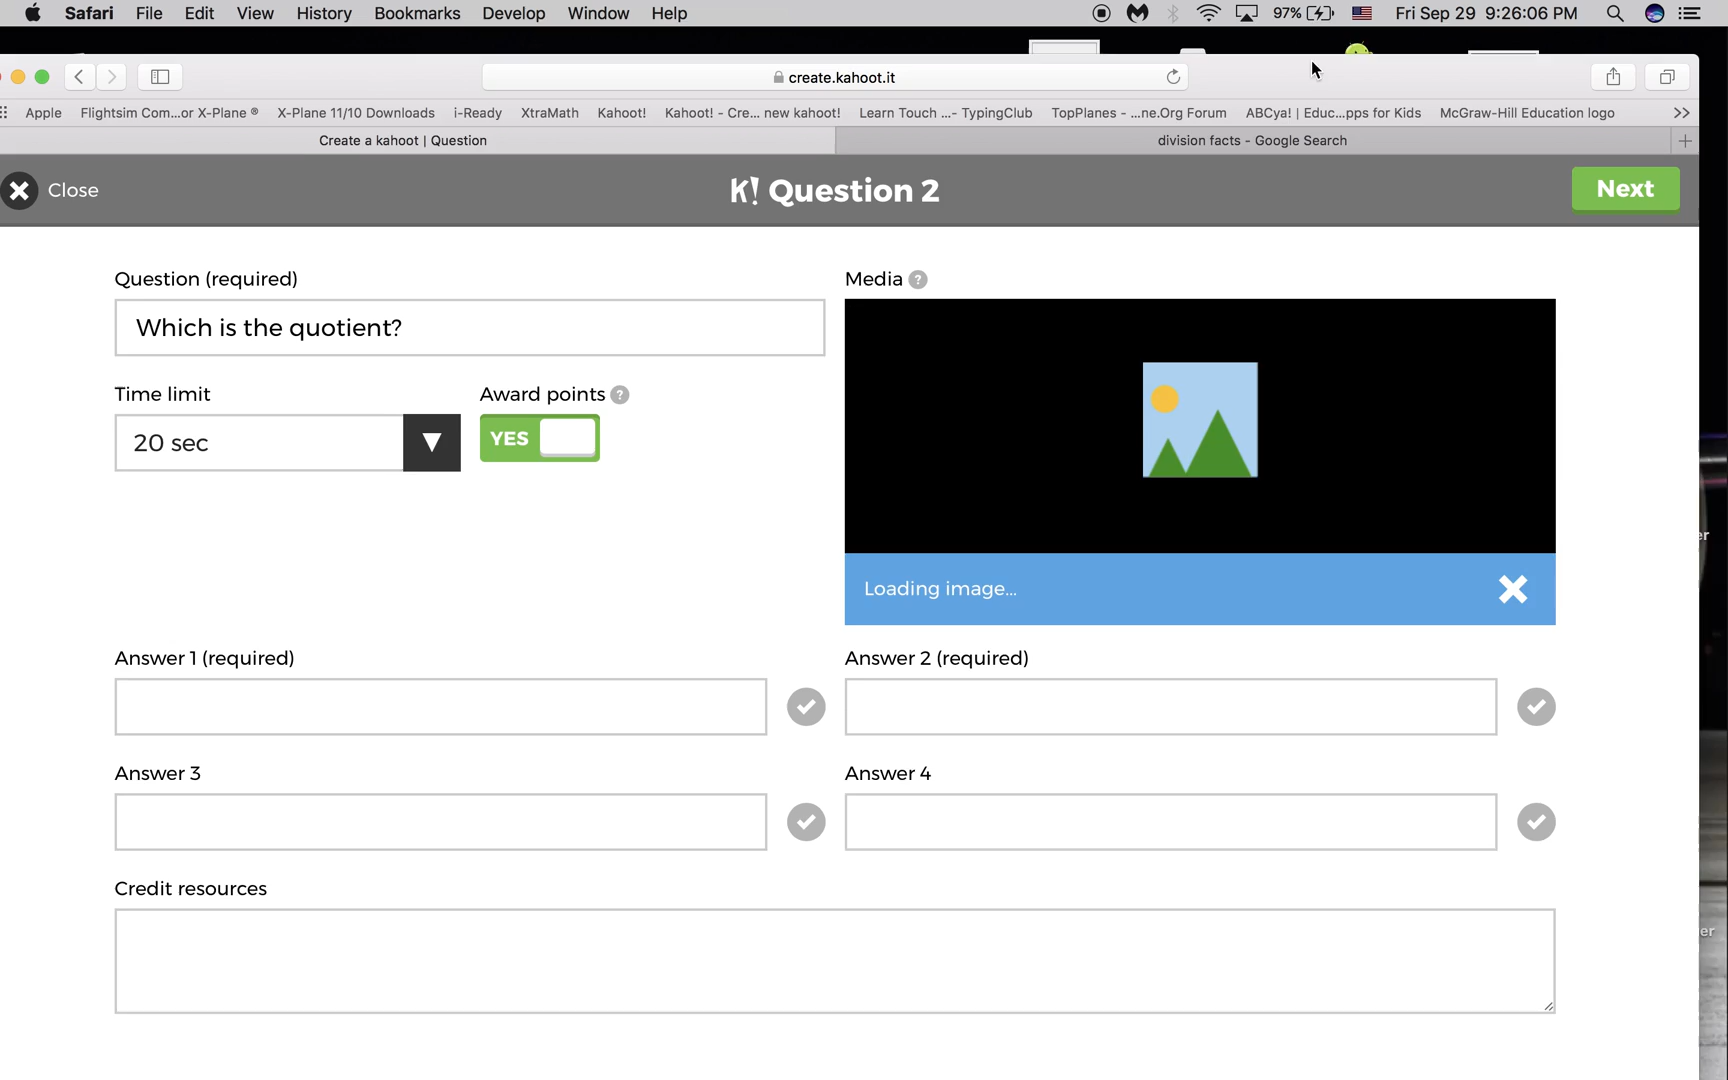 Safari File Edit View History Bookmarks Develop Window Help 97% Fri Sep 29 9:26:06 PM
create.kahoot.it
Apple Flightsim Com...or X-Plane ® X-Plane 11/10 Downloads i-Ready XtraMath Kahoot! Kahoot! - Cre... new kahoot! Learn Touch ...- TypingClub TopPlanes - ...ne.Org Forum ABCya! | Educ...pps for Kids McGraw-Hill Education logo >>
Create a kahoot | Question division facts - Google Search +
Close K! Question 2 Next
Question (required) Media ?
Which is the quotient?
Time limit Award points ?
20 sec YES
Loading image...
Answer 1 (required) Answer 2 (required)
Answer 3 Answer 4
Credit resources
er
er